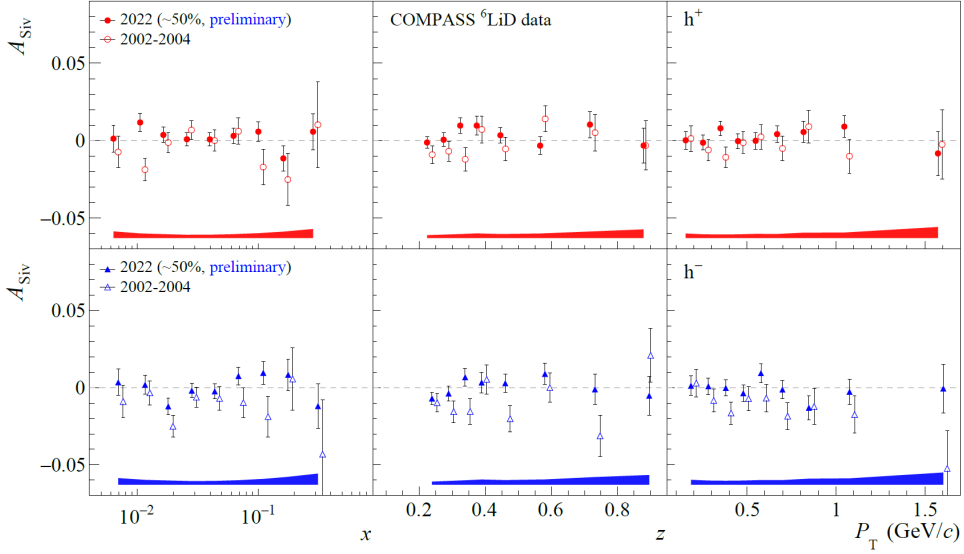 A_Siv
2022 (~50%, preliminary)
2002-2004
COMPASS ⁶LiD data
h⁺
0.05
0
−0.05
A_Siv
2022 (~50%, preliminary)
2002-2004
h⁻
0.05
0
−0.05
10⁻² 10⁻¹ 0.2 0.4 0.6 0.8 0.5 1 1.5
x z P_T (GeV/c)